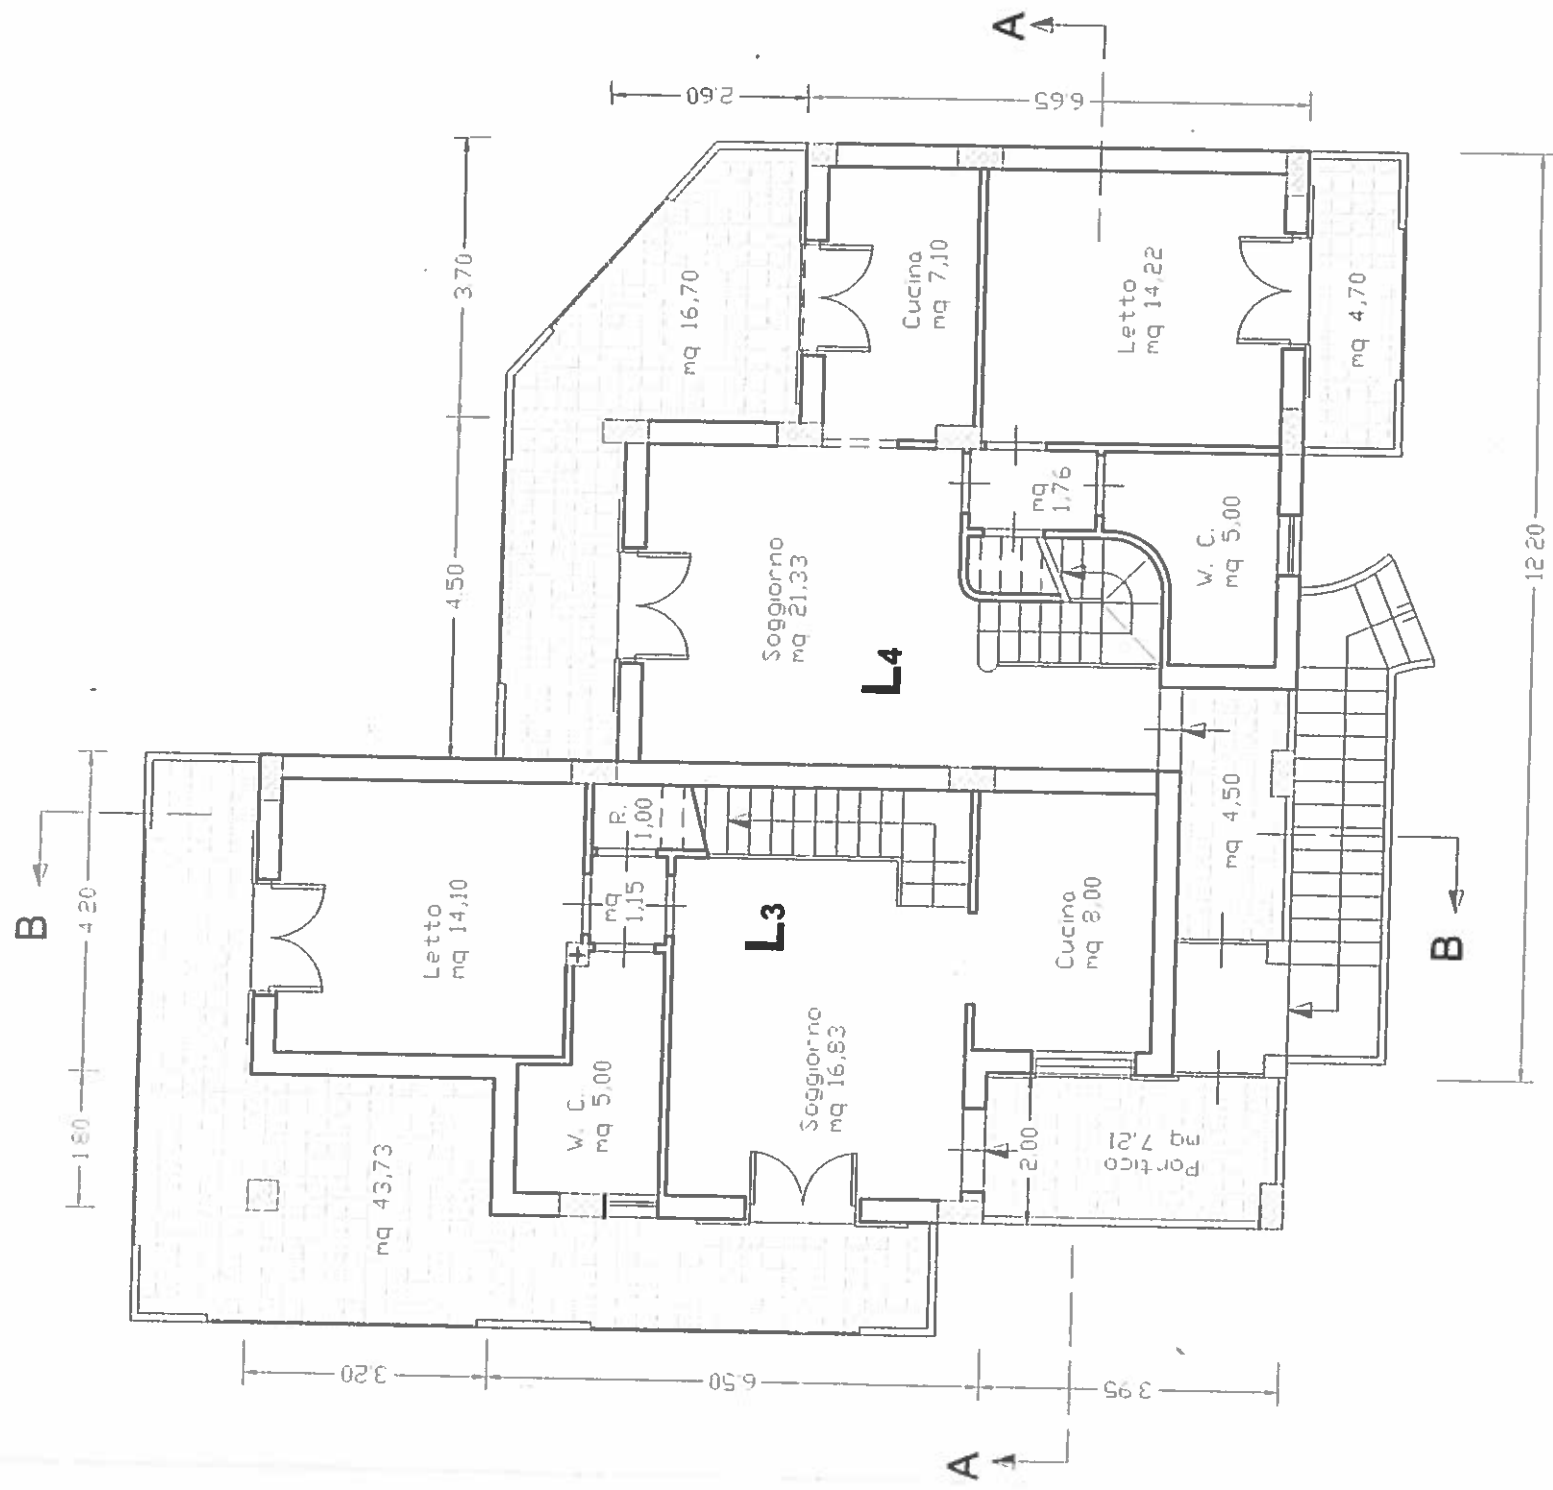 A
2.60
6.65
3.70
mq 16,70
Cucina
mq 7,10
Letto
mq 14,22
mq 4,70
4.50
Soggiorno
mq 21,33
mq
1,76
W. C.
mq 5,00
12.20
L4
B
4.20
Letto
mq 14,10
R.
1,00
mq
1,15
L3
Cucina
mq 8,00
mq 4,50
B
1.80
mq 43,73
W. C.
mq 5,00
Soggiorno
mq 16,83
2,00
Portico
mq 7,21
3.20
6.50
3.95
A